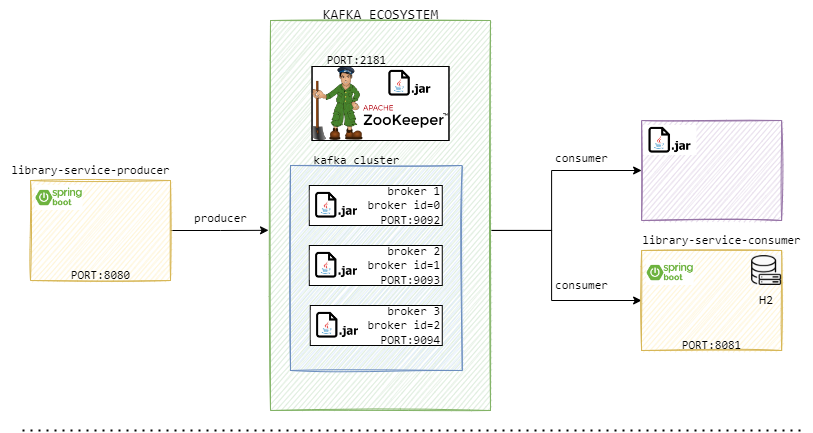 KAFKA ECOSYSTEM
PORT:2181
.jar
APACHE
ZooKeeper
TM
kafka cluster
broker 1
broker id=0
PORT:9092
.jar
broker 2
broker id=1
PORT:9093
.jar
broker 3
broker id=2
PORT:9094
.jar
library-service-producer
spring
boot
PORT:8080
producer
consumer
.jar
library-service-consumer
consumer
spring
boot
H2
PORT:8081